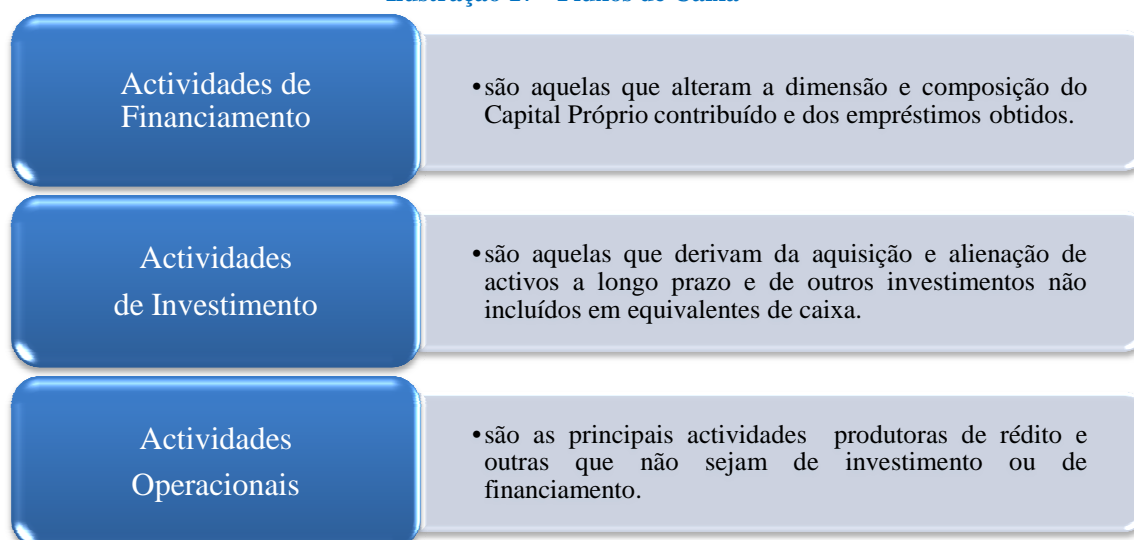 Actividades de
Financiamento
•são aquelas que alteram a dimensão e composição do
Capital Próprio contribuído e dos empréstimos obtidos.
Actividades
de Investimento
•são aquelas que derivam da aquisição e alienação de
activos a longo prazo e de outros investimentos não
incluídos em equivalentes de caixa.
Actividades
Operacionais
•são as principais actividades produtoras de rédito e
outras que não sejam de investimento ou de
financiamento.